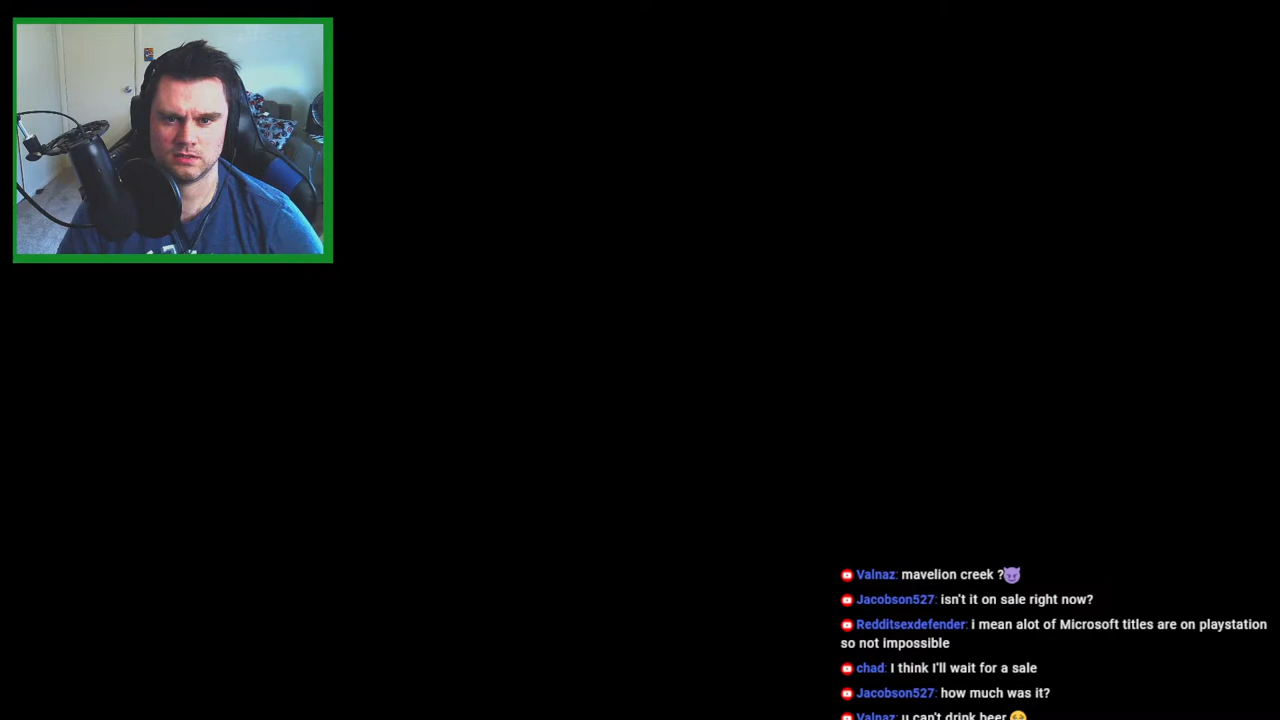 Valnaz: mavelion creek ?😈
Jacobson527: isn't it on sale right now?
Redditsexdefender: i mean alot of Microsoft titles are on playstation
so not impossible
chad: I think I'll wait for a sale
Jacobson527: how much was it?
Valnaz: u can't drink beer